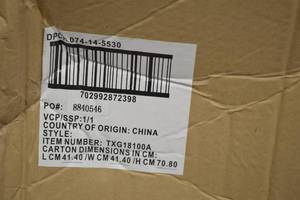 DPCI: 074-14-5530
702992872398
PO#: 8840546
VCP/SSP:1/1
COUNTRY OF ORIGIN: CHINA
STYLE:
ITEM NUMBER: TXG18100A
CARTON DIMENSIONS IN CM:
L CM 41.40 /W CM 41.40 /H CM 70.80